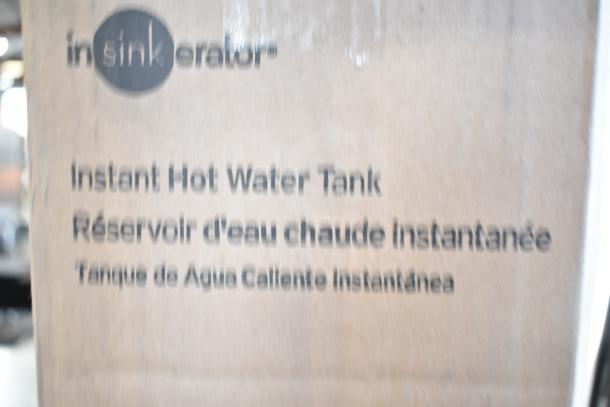 insinkerator®
Instant Hot Water Tank
Réservoir d'eau chaude instantanée
Tanque de Agua Caliente Instantánea